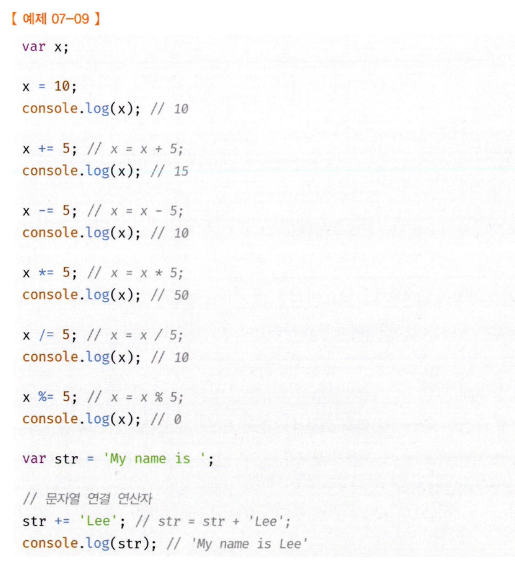 【 예제 07-09 】
var x;
x = 10;
console.log(x); // 10
x += 5; // x = x + 5;
console.log(x); // 15
x -= 5; // x = x - 5;
console.log(x); // 10
x *= 5; // x = x * 5;
console.log(x); // 50
x /= 5; // x = x / 5;
console.log(x); // 10
x %= 5; // x = x % 5;
console.log(x); // 0
var str = 'My name is ';
// 문자열 연결 연산자
str += 'Lee'; // str = str + 'Lee';
console.log(str); // 'My name is Lee'